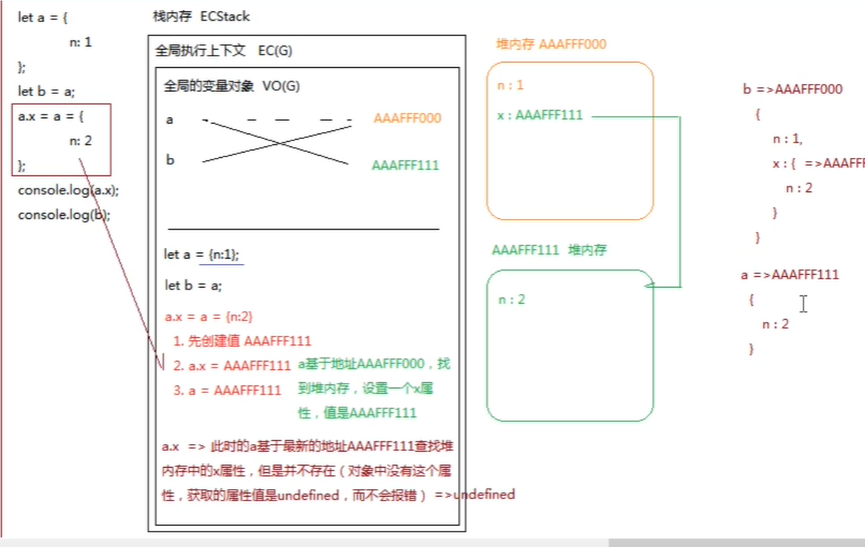 let a = {
n: 1
};
let b = a;
a.x = a = {
n: 2
};
console.log(a.x);
console.log(b);
栈内存 ECStack
全局执行上下文 EC(G)
全局的变量对象 VO(G)
a
AAAFFF000
b
AAAFFF111
let a = {n:1};
let b = a;
a.x = a = {n:2}
1. 先创建值 AAAFFF111
2. a.x = AAAFFF111
3. a = AAAFFF111
a基于地址AAAFFF000，找
到堆内存，设置一个x属
性，值是AAAFFF111
a.x => 此时的a基于最新的地址AAAFFF111查找堆
内存中的x属性，但是并不存在（对象中没有这个属
性，获取的属性值是undefined，而不会报错） =>undefined
堆内存 AAAFFF000
n : 1
x : AAAFFF111
AAAFFF111 堆内存
n : 2
b =>AAAFFF000
{
n : 1,
x : { =>AAAFFF
n : 2
}
}
a =>AAAFFF111
{
n : 2
}